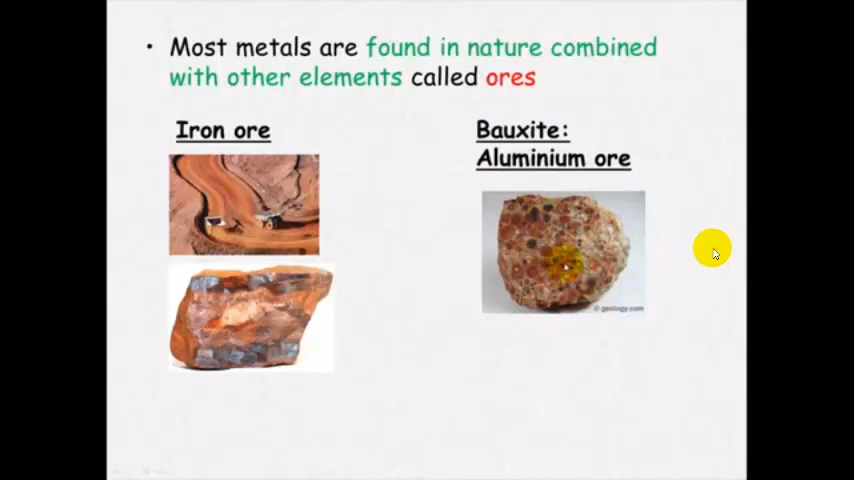 • Most metals are found in nature combined
with other elements called ores
Iron ore
Bauxite:
Aluminium ore
© geology.com